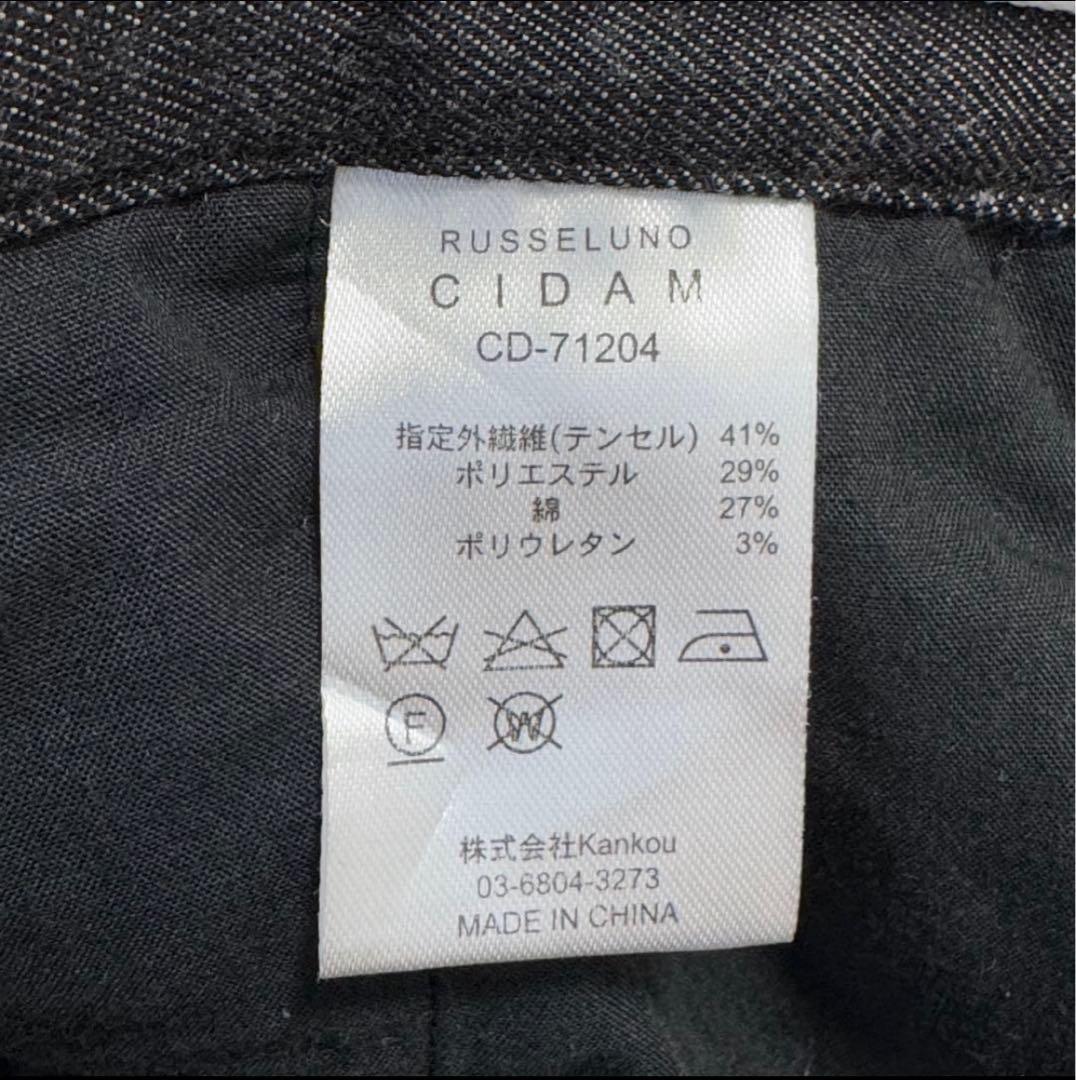 RUSSELUNO
CIDAM
CD-71204
指定外繊維(テンセル) 41%
ポリエステル 29%
綿 27%
ポリウレタン 3%
F
W
株式会社Kankou
03-6804-3273
MADE IN CHINA